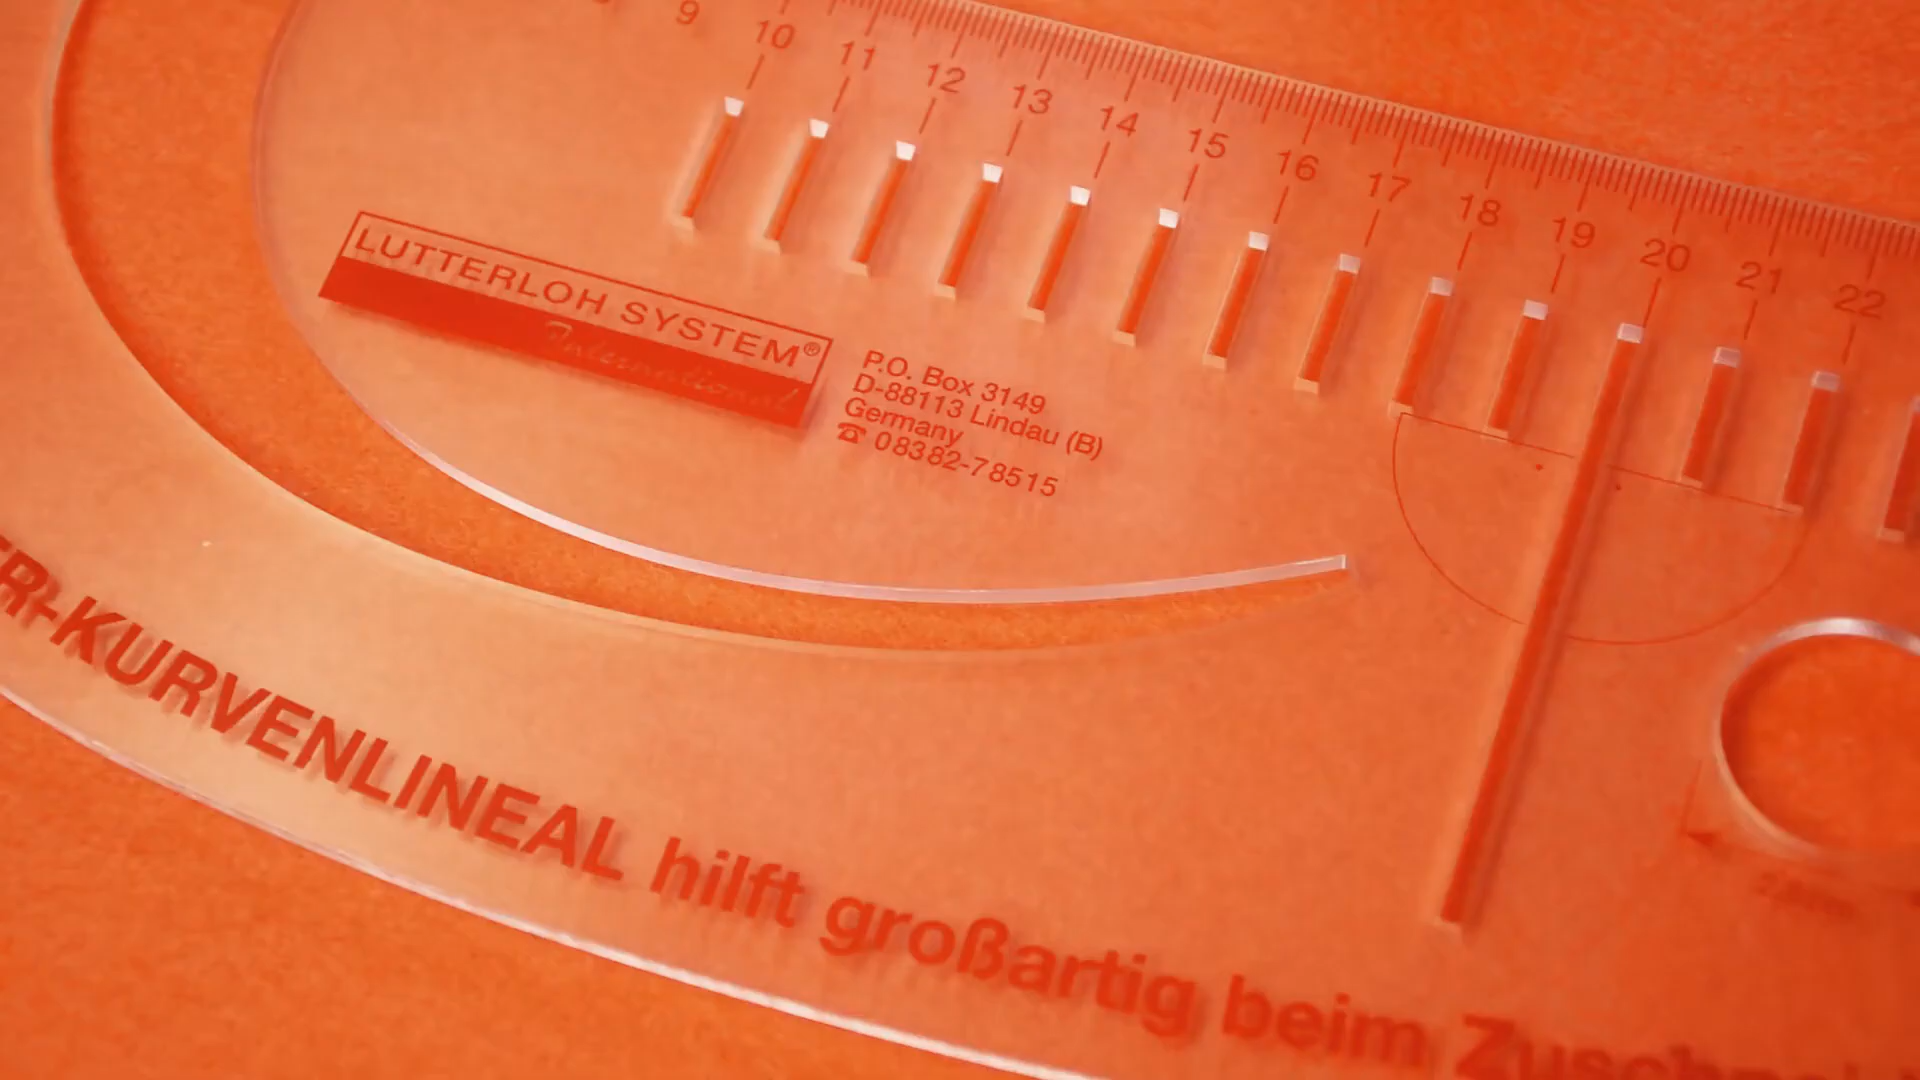 9 10 11 12 13 14 15 16 17 18 19 20 21 22
LUTTERLOH SYSTEM®
International
P.O. Box 3149
D-88113 Lindau (B)
Germany
☎ 08382-78515
ER-KURVENLINEAL hilft großartig beim